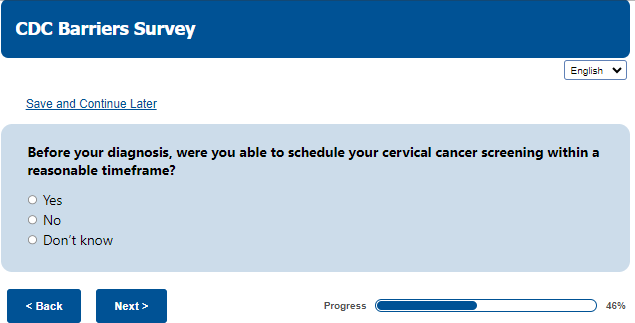 CDC Barriers Survey
English
Save and Continue Later
Before your diagnosis, were you able to schedule your cervical cancer screening within a
reasonable timeframe?
Yes
No
Don't know
< Back
Next >
Progress
46%